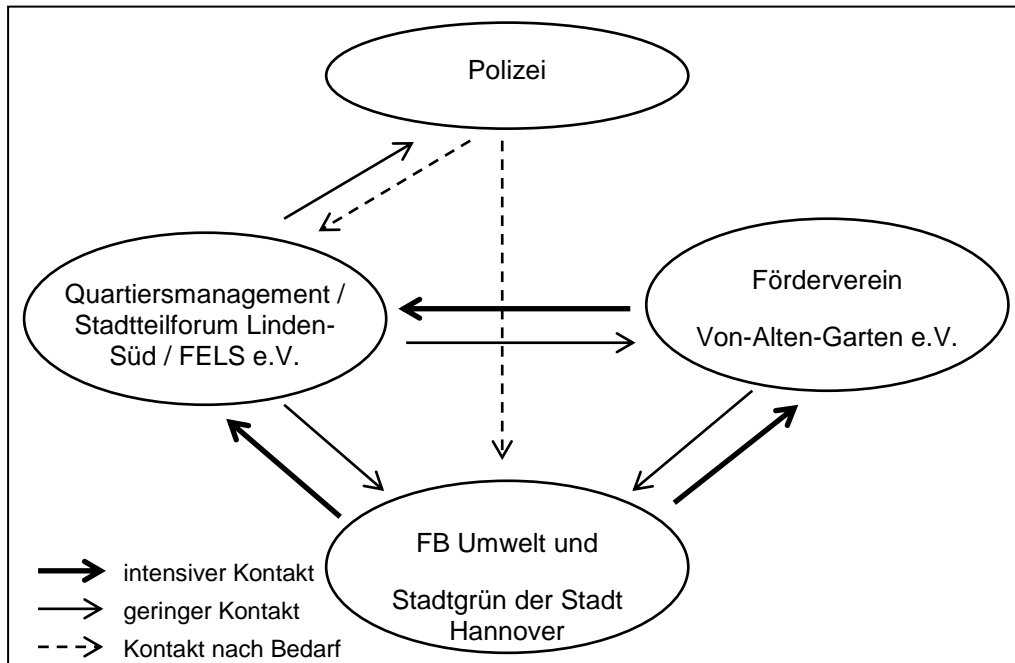 Polizei
Quartiersmanagement /
Stadtteilforum Linden-
Süd / FELS e.V.
Förderverein
Von-Alten-Garten e.V.
FB Umwelt und
Stadtgrün der Stadt
Hannover
intensiver Kontakt
geringer Kontakt
Kontakt nach Bedarf